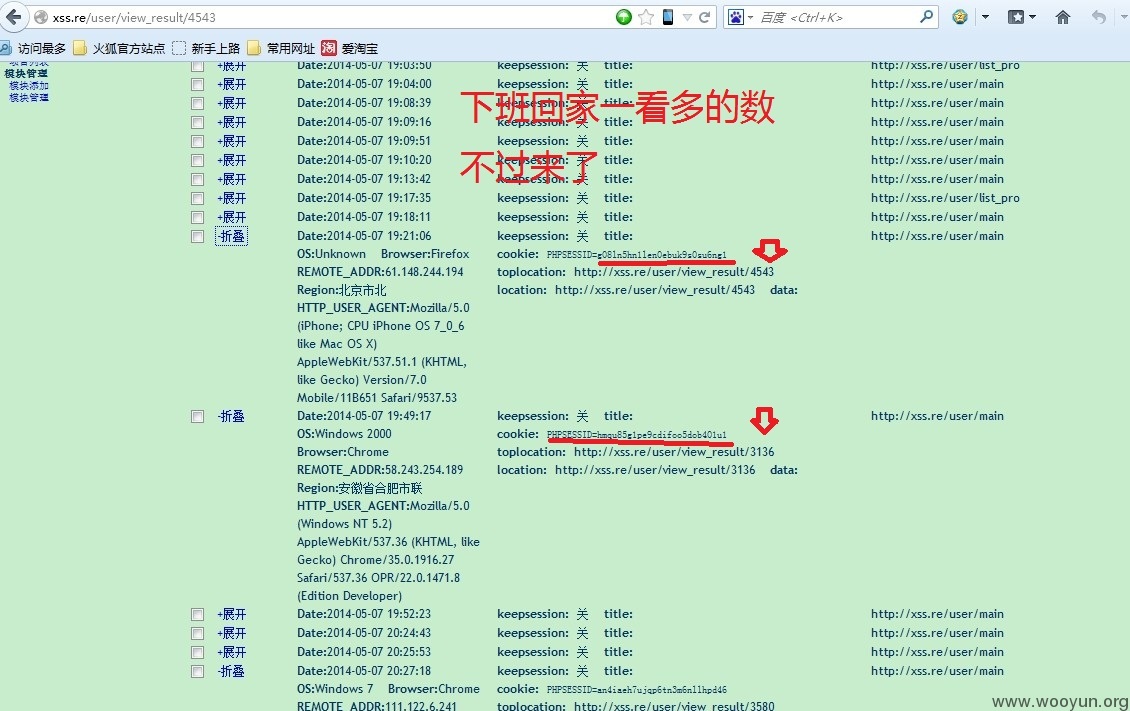 xss.re/user/view_result/4543
百度 <Ctrl+K>
访问最多 火狐官方站点 新手上路 常用网址 爱淘宝
模块管理
模块添加
模块管理
+展开 Date:2014-05-07 19:03:50 keepsession: 关 title: http://xss.re/user/list_pro
+展开 Date:2014-05-07 19:04:00 keepsession: 关 title: http://xss.re/user/main
+展开 Date:2014-05-07 19:08:39 keepsession: 关 title: http://xss.re/user/main
+展开 Date:2014-05-07 19:09:16 keepsession: 关 title: http://xss.re/user/main
+展开 Date:2014-05-07 19:09:51 keepsession: 关 title: http://xss.re/user/main
+展开 Date:2014-05-07 19:10:20 keepsession: 关 title: http://xss.re/user/main
+展开 Date:2014-05-07 19:13:42 keepsession: 关 title: http://xss.re/user/main
+展开 Date:2014-05-07 19:17:35 keepsession: 关 title: http://xss.re/user/list_pro
+展开 Date:2014-05-07 19:18:11 keepsession: 关 title: http://xss.re/user/main
下班回家一看多的数
不过来了
-折叠 Date:2014-05-07 19:21:06 keepsession: 关 title: http://xss.re/user/main
OS:Unknown Browser:Firefox cookie:
REMOTE_ADDR:61.148.244.194 toplocation: http://xss.re/user/view_result/4543
Region:北京市北 location: http://xss.re/user/view_result/4543 data:
HTTP_USER_AGENT:Mozilla/5.0
(iPhone; CPU iPhone OS 7_0_6
like Mac OS X)
AppleWebKit/537.51.1 (KHTML,
like Gecko) Version/7.0
Mobile/11B651 Safari/9537.53
-折叠 Date:2014-05-07 19:49:17 keepsession: 关 title: http://xss.re/user/main
OS:Windows 2000 cookie:
Browser:Chrome toplocation: http://xss.re/user/view_result/3136
REMOTE_ADDR:58.243.254.189 location: http://xss.re/user/view_result/3136 data:
Region:安徽省合肥市联
HTTP_USER_AGENT:Mozilla/5.0
(Windows NT 5.2)
AppleWebKit/537.36 (KHTML, like
Gecko) Chrome/35.0.1916.27
Safari/537.36 OPR/22.0.1471.8
(Edition Developer)
+展开 Date:2014-05-07 19:52:23 keepsession: 关 title: http://xss.re/user/main
+展开 Date:2014-05-07 20:24:43 keepsession: 关 title: http://xss.re/user/main
+展开 Date:2014-05-07 20:25:53 keepsession: 关 title: http://xss.re/user/main
-折叠 Date:2014-05-07 20:27:18 keepsession: 关 title: http://xss.re/user/main
OS:Windows 7 Browser:Chrome cookie:
REMOTE_ADDR:111.122.6.241 toplocation: http://xss.re/user/view_result/3580
www.wooyun.org